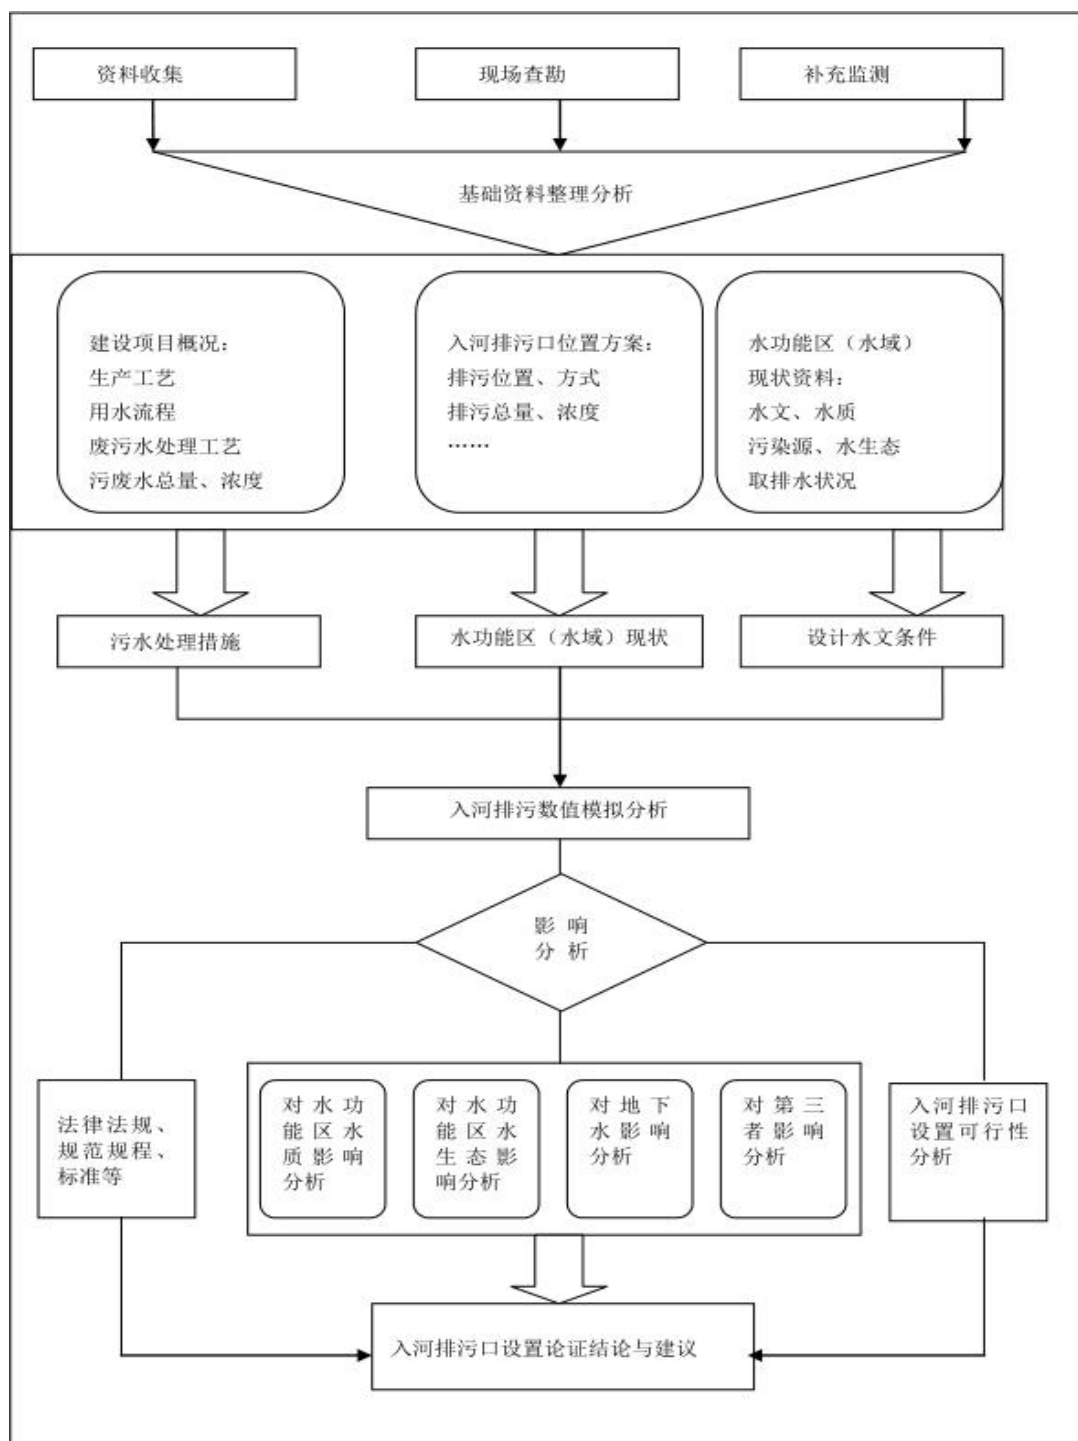 资料收集
现场查勘
补充监测
基础资料整理分析
建设项目概况：
生产工艺
用水流程
废污水处理工艺
污废水总量、浓度
入河排污口位置方案：
排污位置、方式
排污总量、浓度
……
水功能区（水域）
现状资料：
水文、水质
污染源、水生态
取排水状况
污水处理措施
水功能区（水域）现状
设计水文条件
入河排污数值模拟分析
影响
分析
法律法规、
规范规程、
标准等
对水功
能区水
质影响
分析
对水功
能区水
生态影
响分析
对地下
水影响
分析
对第三
者影响
分析
入河排污口
设置可行性
分析
入河排污口设置论证结论与建议